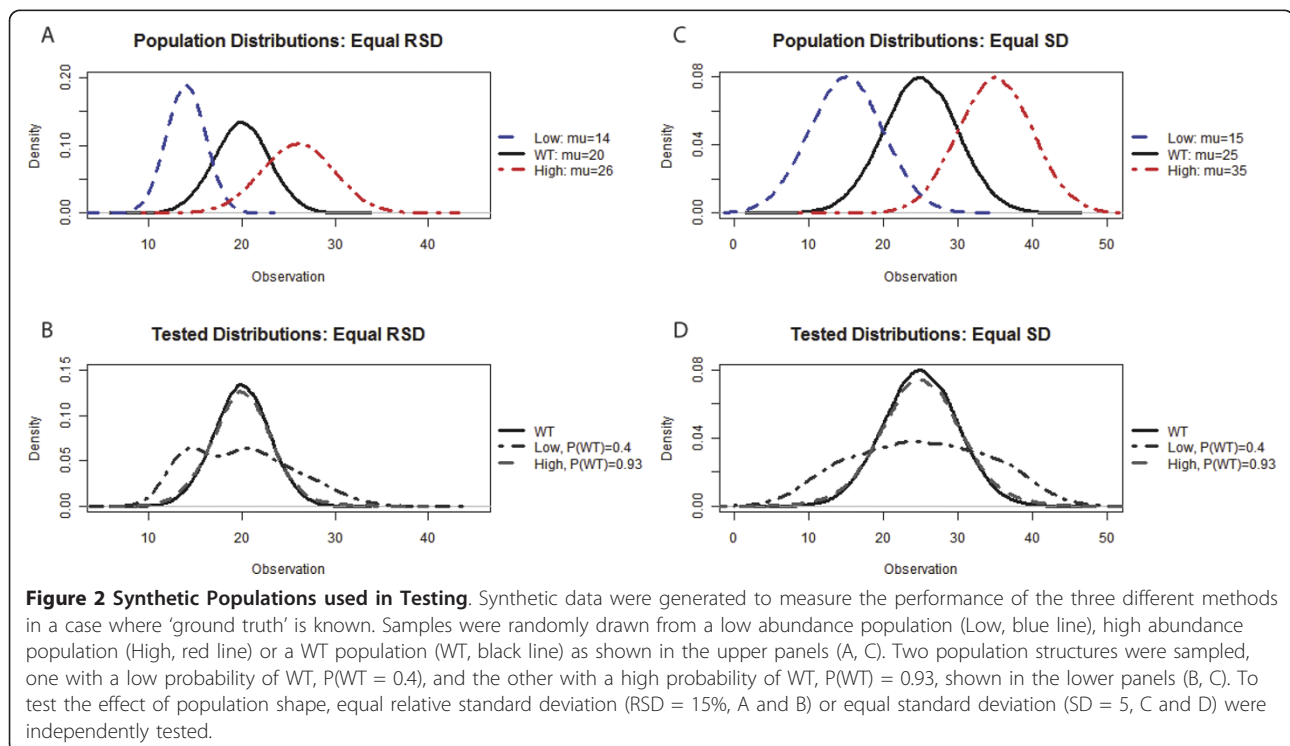 A
Population Distributions: Equal RSD
Density
0.00 0.10 0.20
10 20 30 40
Observation
Low: mu=14
WT: mu=20
High: mu=26
C
Population Distributions: Equal SD
Density
0.00 0.04 0.08
0 10 20 30 40 50
Observation
Low: mu=15
WT: mu=25
High: mu=35
B
Tested Distributions: Equal RSD
Density
0.00 0.05 0.10 0.15
10 20 30 40
Observation
WT
Low, P(WT)=0.4
High, P(WT)=0.93
D
Tested Distributions: Equal SD
Density
0.00 0.04 0.08
0 10 20 30 40 50
Observation
WT
Low, P(WT)=0.4
High, P(WT)=0.93
Figure 2 Synthetic Populations used in Testing. Synthetic data were generated to measure the performance of the three different methods
in a case where ‘ground truth’ is known. Samples were randomly drawn from a low abundance population (Low, blue line), high abundance
population (High, red line) or a WT population (WT, black line) as shown in the upper panels (A, C). Two population structures were sampled,
one with a low probability of WT, P(WT = 0.4), and the other with a high probability of WT, P(WT) = 0.93, shown in the lower panels (B, C). To
test the effect of population shape, equal relative standard deviation (RSD = 15%, A and B) or equal standard deviation (SD = 5, C and D) were
independently tested.